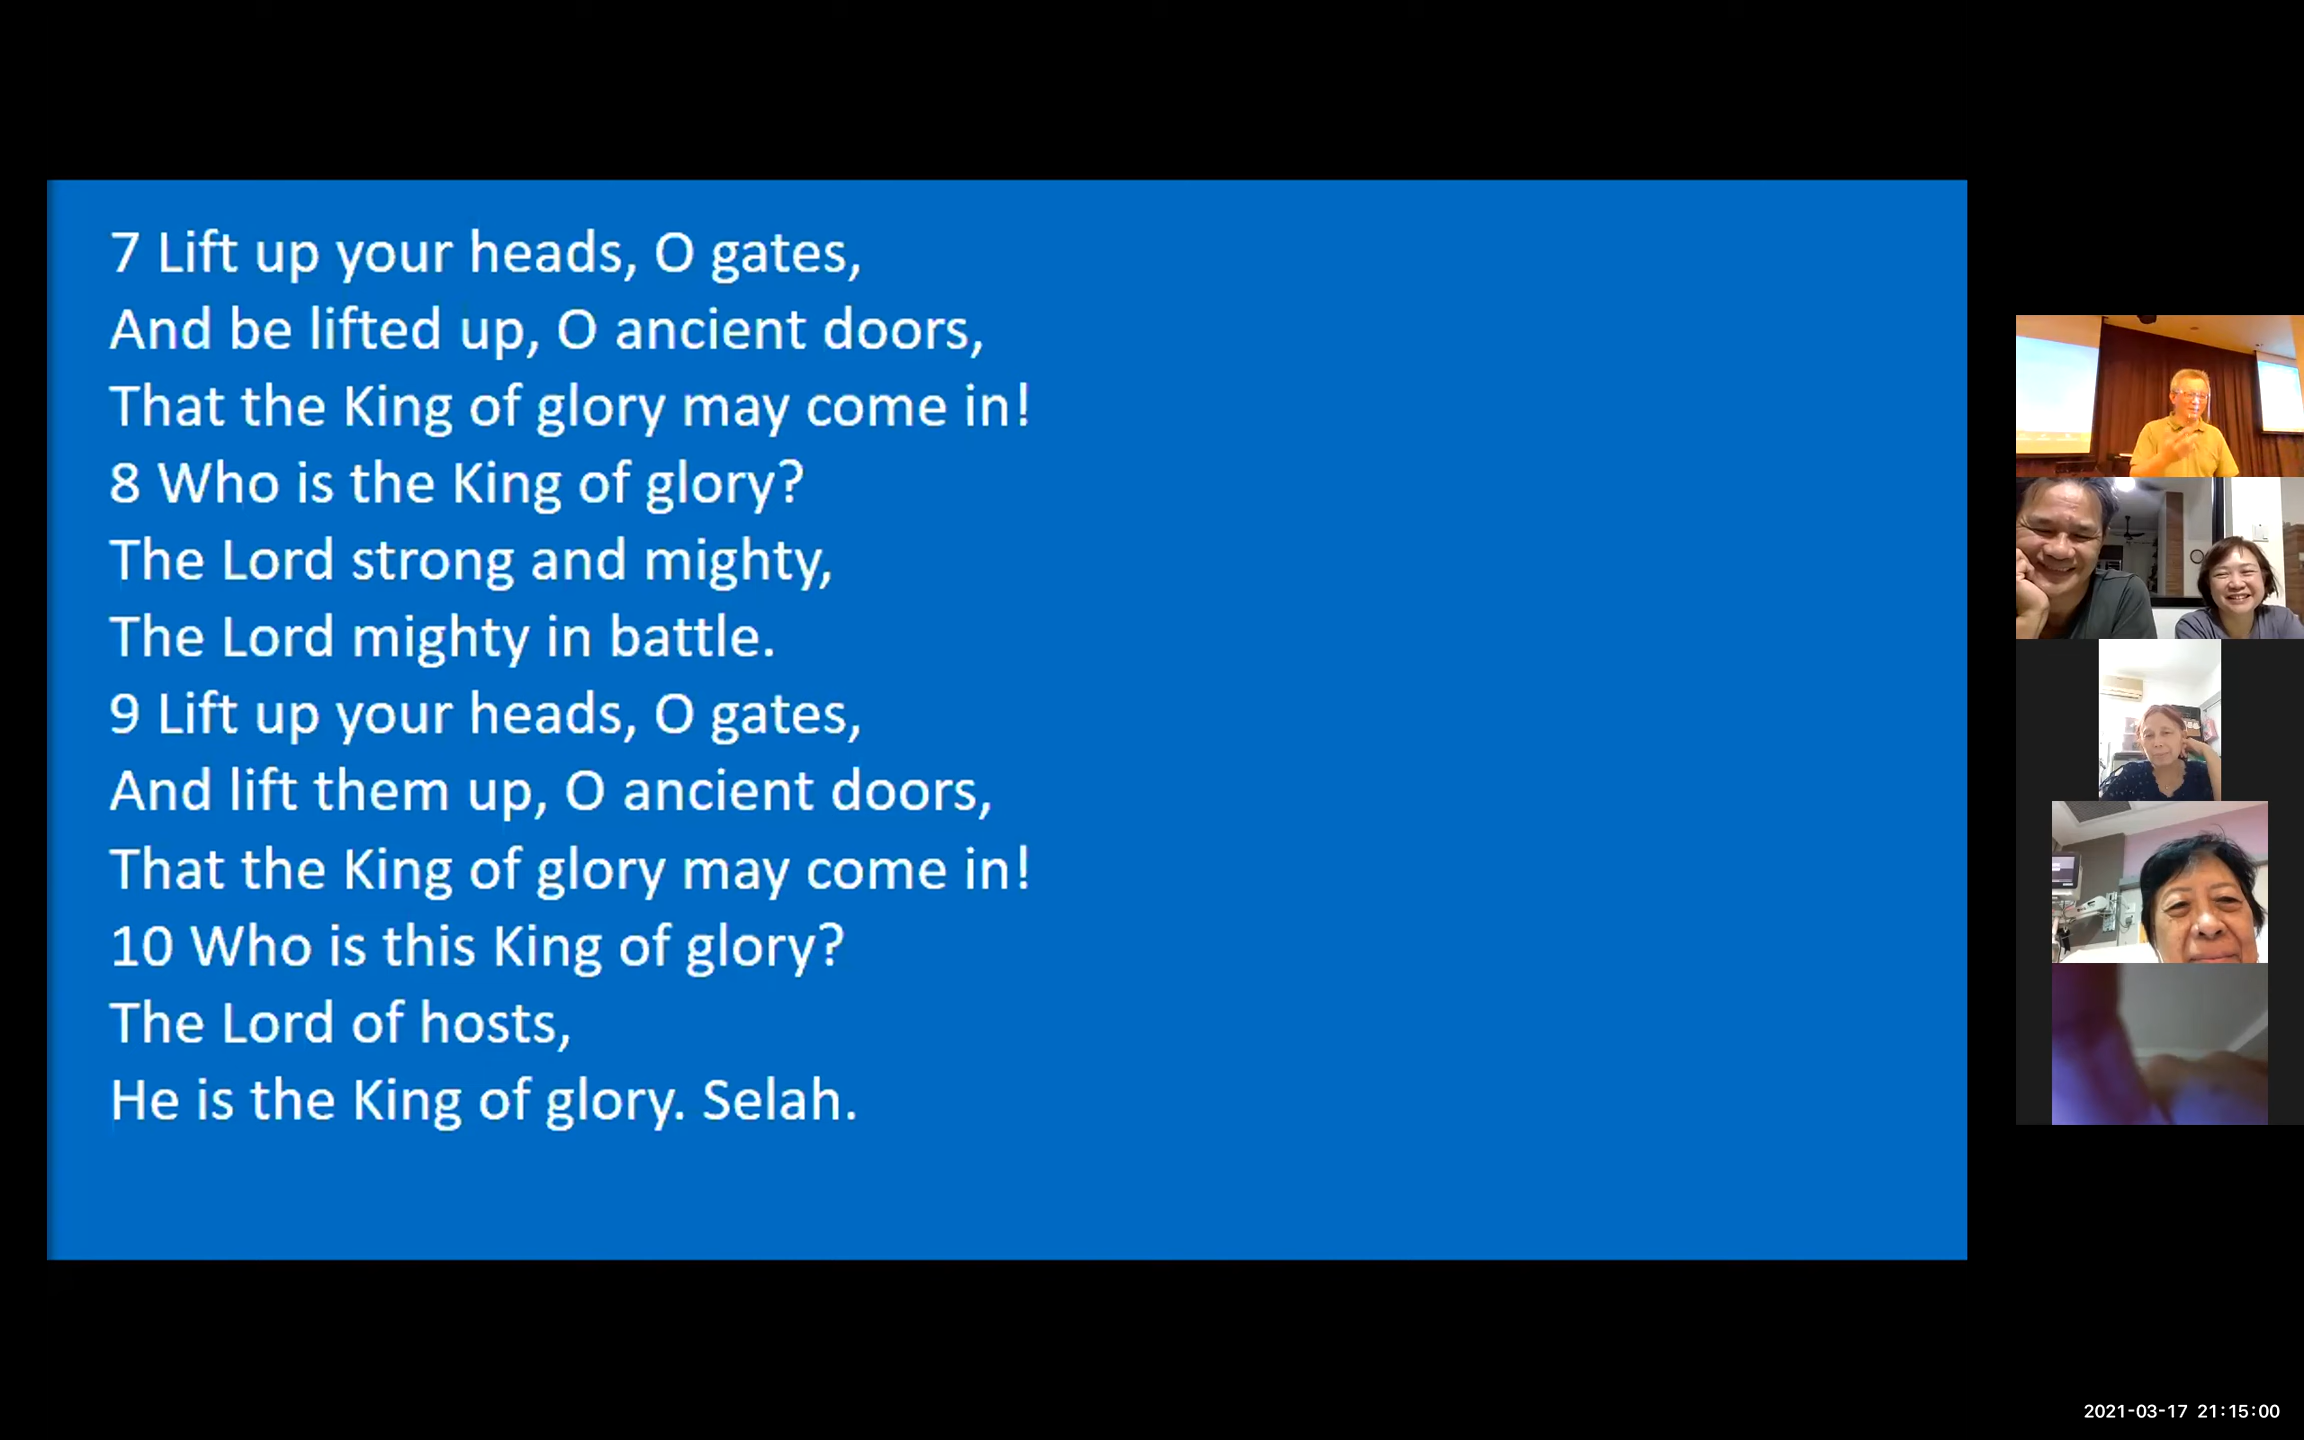 7 Lift up your heads, O gates,
And be lifted up, O ancient doors,
That the King of glory may come in!
8 Who is the King of glory?
The Lord strong and mighty,
The Lord mighty in battle.
9 Lift up your heads, O gates,
And lift them up, O ancient doors,
That the King of glory may come in!
10 Who is this King of glory?
The Lord of hosts,
He is the King of glory. Selah.
2021-03-17 21:15:00